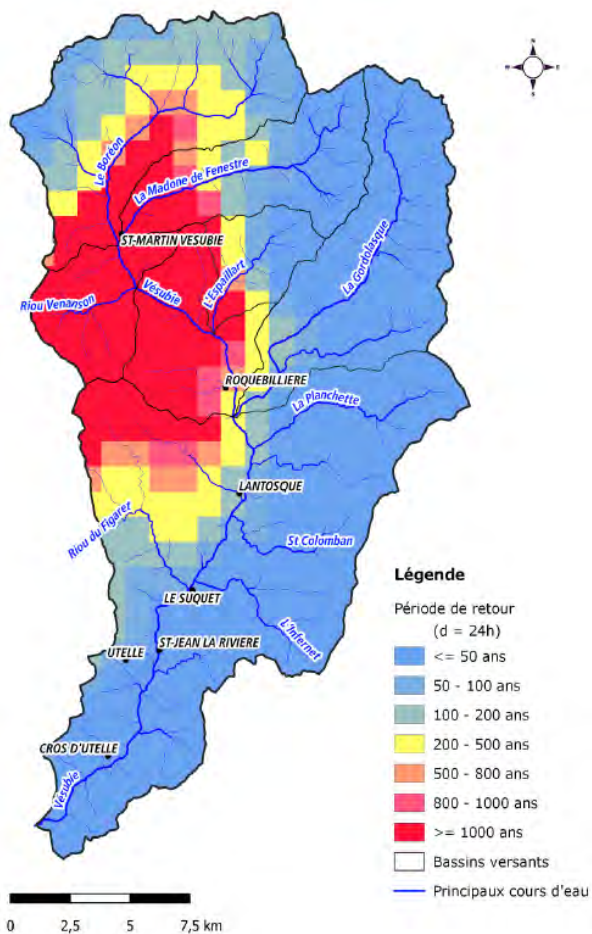 N
O E
S
Le Boréon
La Madone de Fenestre
ST-MARTIN VESUBIE
La Gordolasque
L'Espaillart
Vésubie
Riou Venanson
ROQUEBILLIERE
La Planchette
LANTOSQUE
Riou du Figaret
St Colomban
LE SUQUET
L'Infernet
ST-JEAN LA RIVIERE
UTELLE
CROS D'UTELLE
Vésubie
Légende
Période de retour
(d = 24h)
<= 50 ans
50 - 100 ans
100 - 200 ans
200 - 500 ans
500 - 800 ans
800 - 1000 ans
>= 1000 ans
Bassins versants
Principaux cours d'eau
0 2,5 5 7,5 km